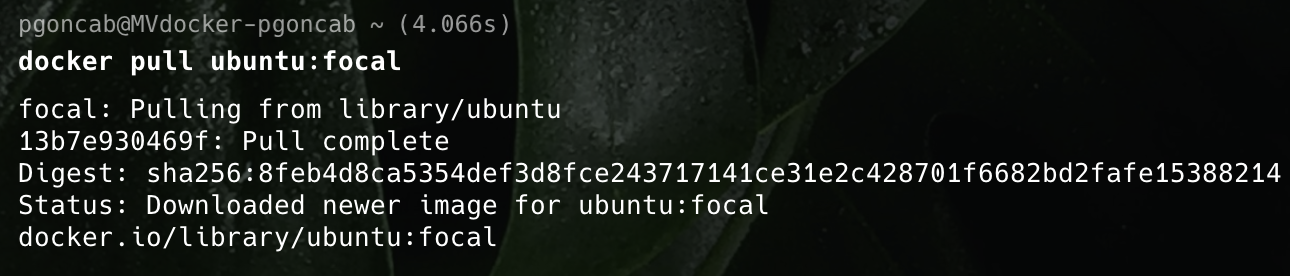 pgoncab@MVdocker-pgoncab ~ (4.066s)
docker pull ubuntu:focal
focal: Pulling from library/ubuntu
13b7e930469f: Pull complete
Digest: sha256:8feb4d8ca5354def3d8fce243717141ce31e2c428701f6682bd2fafe15388214
Status: Downloaded newer image for ubuntu:focal
docker.io/library/ubuntu:focal